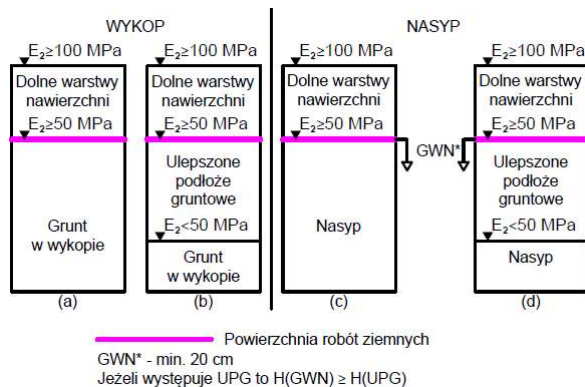 WYKOP
NASYP
E₂≥100 MPa
Dolne warstwy
nawierzchni
E₂≥50 MPa
Grunt
w wykopie
(a)
E₂≥100 MPa
Dolne warstwy
nawierzchni
E₂≥50 MPa
Ulepszone
podłoże
gruntowe
E₂<50 MPa
Grunt
w wykopie
(b)
E₂≥100 MPa
Dolne warstwy
nawierzchni
E₂≥50 MPa
Nasyp
(c)
GWN*
E₂≥100 MPa
Dolne warstwy
nawierzchni
E₂≥50 MPa
Ulepszone
podłoże
gruntowe
E₂<50 MPa
Nasyp
(d)
Powierzchnia robót ziemnych
GWN* - min. 20 cm
Jeżeli występuje UPG to H(GWN) ≥ H(UPG)